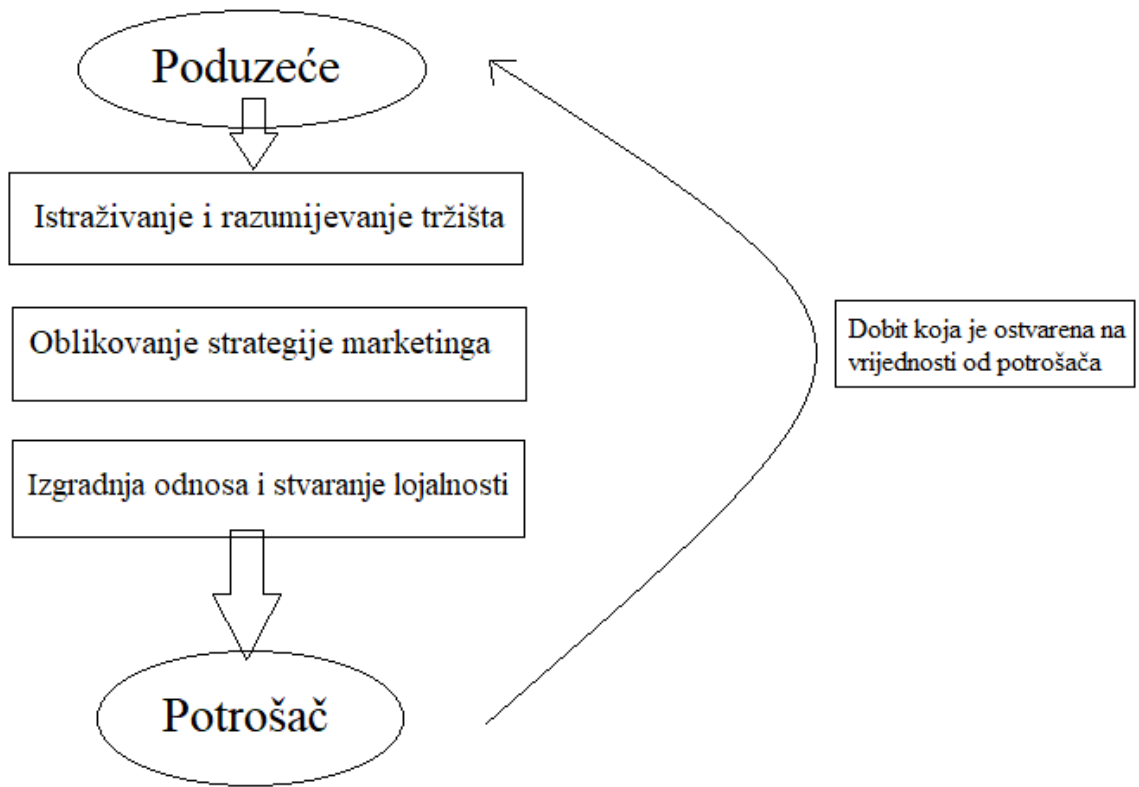 Poduzeće
Istraživanje i razumijevanje tržišta
Oblikovanje strategije marketinga
Dobit koja je ostvarena na
vrijednosti od potrošača
Izgradnja odnosa i stvaranje lojalnosti
Potrošač